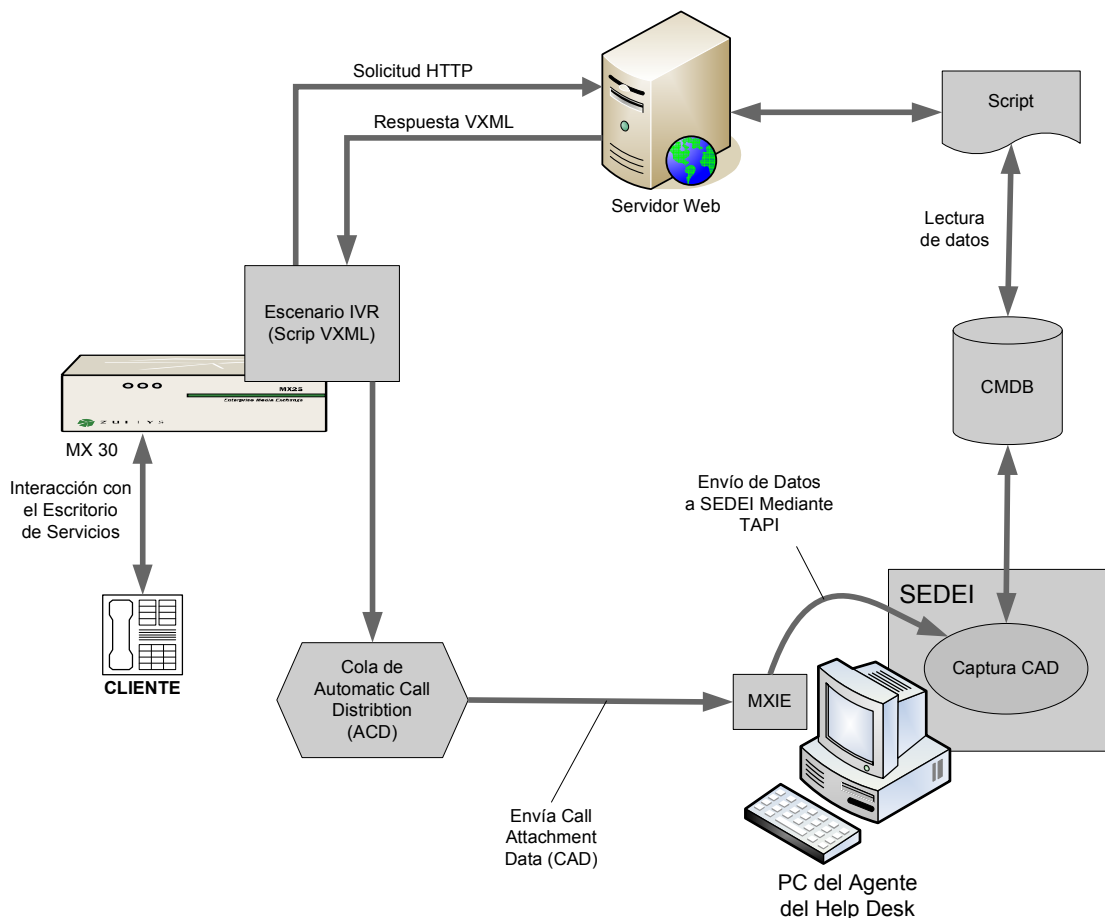 Solicitud HTTP
Respuesta VXML
Servidor Web
Script
Lectura
de datos
Escenario IVR
(Scrip VXML)
MX25
Enterprise Media Exchange
ZULTYS
MX 30
CMDB
Interacción con
el Escritorio
de Servicios
Envío de Datos
a SEDEI Mediante
TAPI
SEDEI
Captura CAD
CLIENTE
Cola de
Automatic Call
Distribtion
(ACD)
MXIE
Envía Call
Attachment
Data (CAD)
PC del Agente
del Help Desk